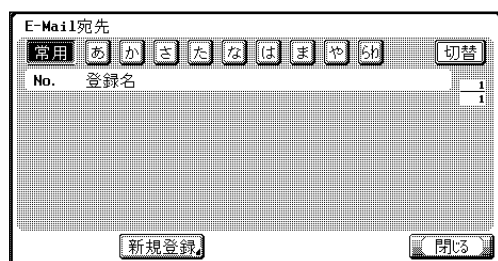 E-Mail宛先
常用 あ か さ た な は ま や らわ 切替
No. 登録名
1
1
新規登録 閉じる